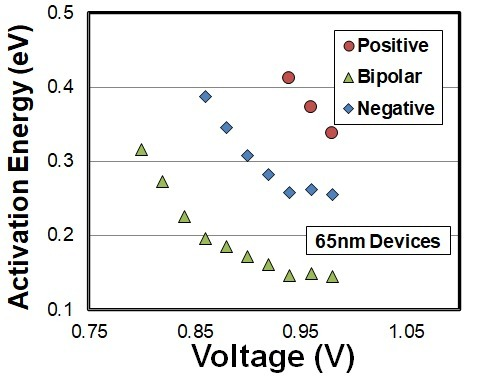 0.5
0.4
0.3
0.2
0.1
Activation Energy (eV)
Positive
Bipolar
Negative
65nm Devices
0.75
0.85
0.95
1.05
Voltage (V)